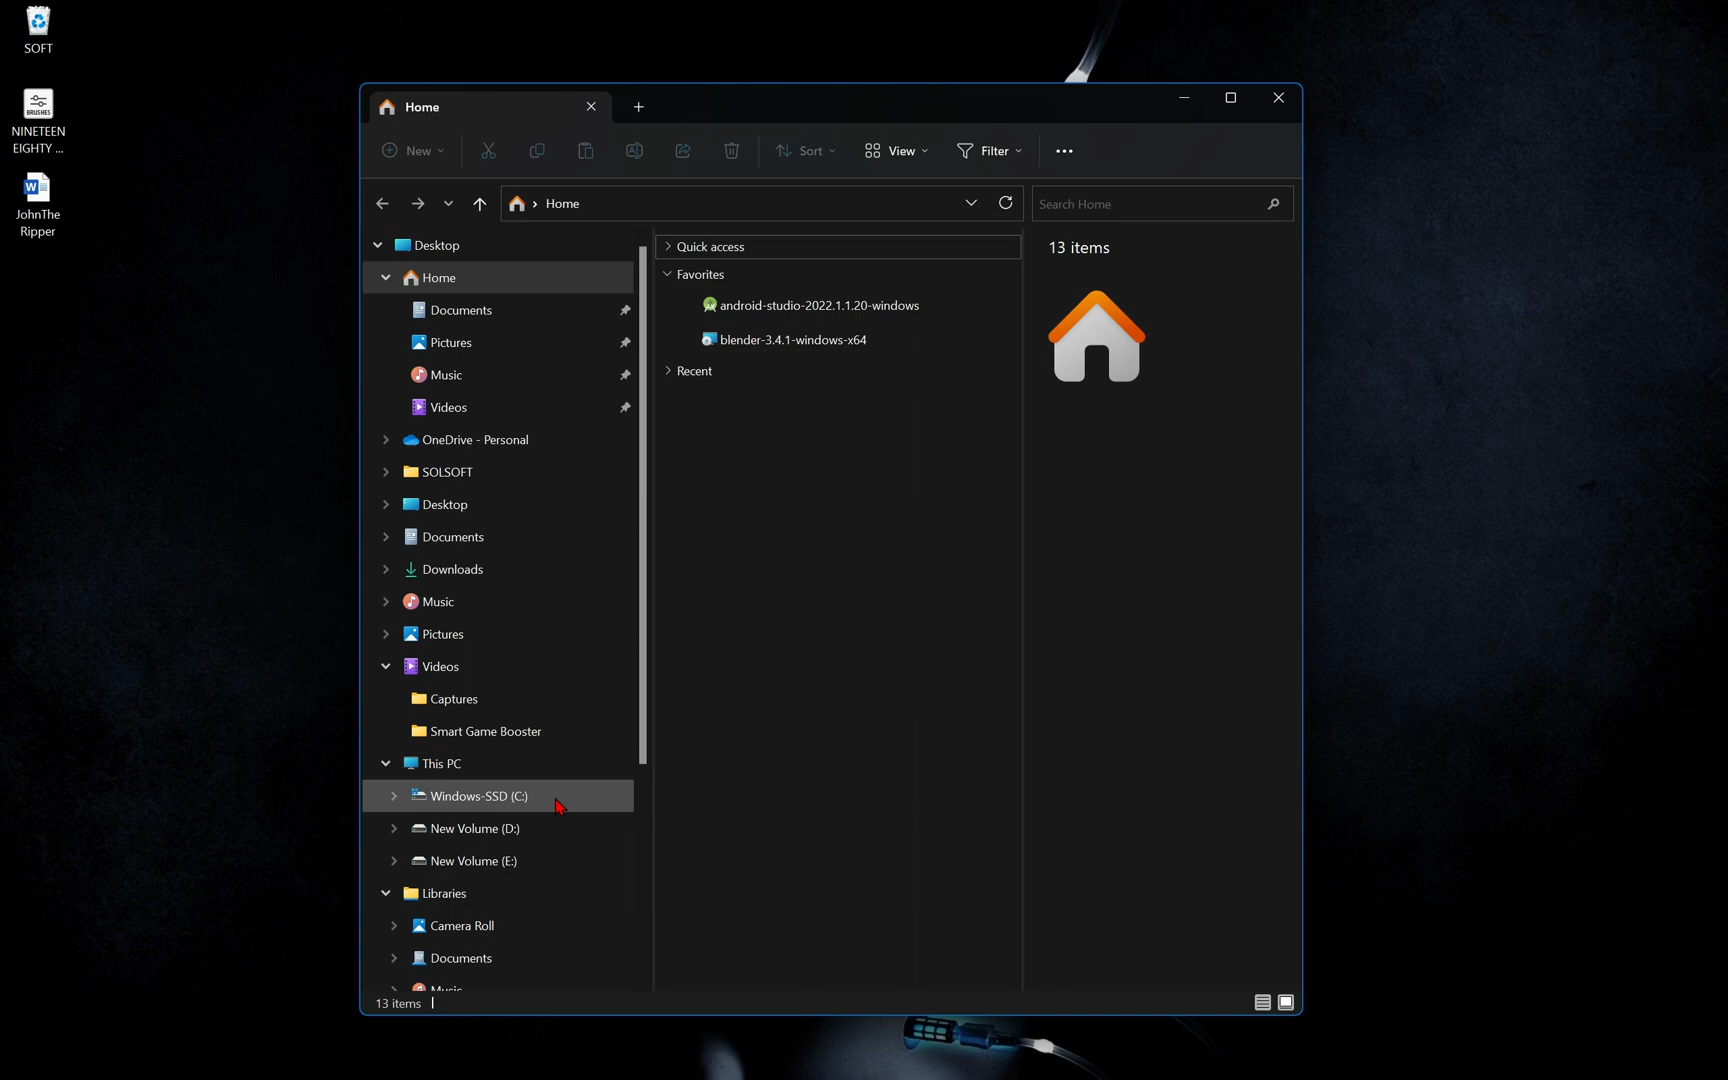 SOFT
BRUSHES
NINETEEN
EIGHTY ...
JohnThe
Ripper
Home
New
Sort
View
Filter
Home
Search Home
Desktop
Home
Documents
Pictures
Music
Videos
OneDrive - Personal
SOLSOFT
Desktop
Documents
Downloads
Music
Pictures
Videos
Captures
Smart Game Booster
This PC
Windows-SSD (C:)
New Volume (D:)
New Volume (E:)
Libraries
Camera Roll
Documents
Music
Quick access
Favorites
android-studio-2022.1.1.20-windows
blender-3.4.1-windows-x64
Recent
13 items
13 items